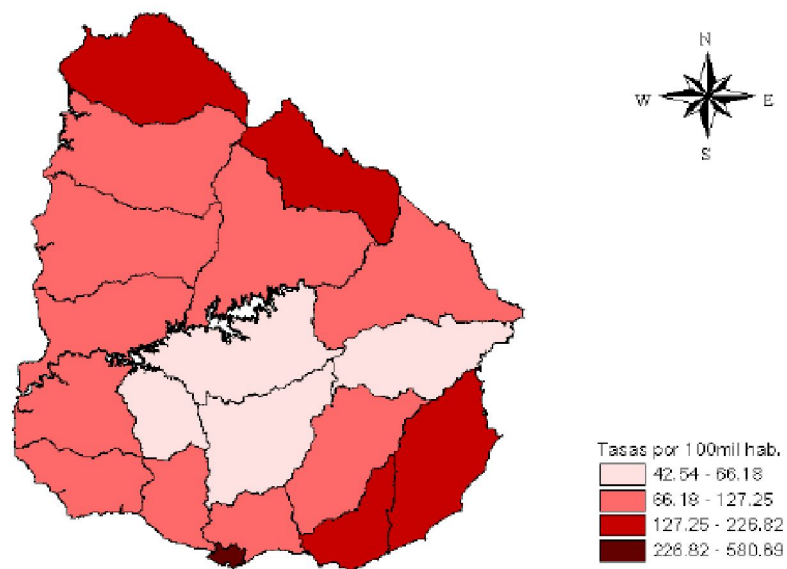 N
W E
S
Tasas por 100mil hab.
42.54 - 66.18
66.18 - 127.25
127.25 - 226.82
226.82 - 580.69